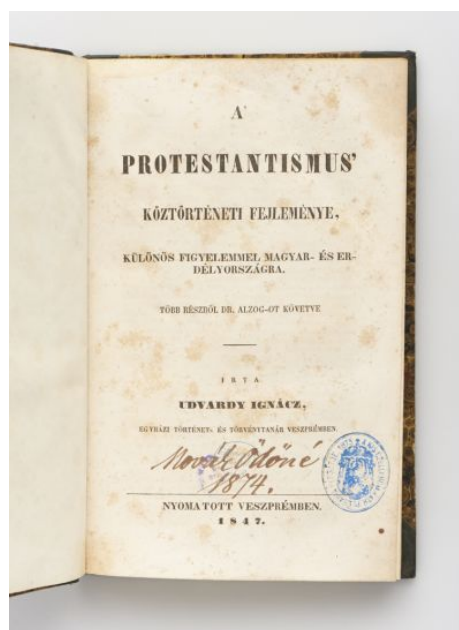 A'
PROTESTANTISMUS'
KÖZTÖRTÉNETI FEJLEMÉNYE,
KÜLÖNÖS FIGYELEMMEL MAGYAR- ÉS ER-
DÉLYORSZÁGRA.
TÖBB RÉSZRŐL DR. ALZOG-OT KÖVETVE
IRTA
UDVARDY IGNÁCZ,
EGYHÁZI TÖRTÉNET- ÉS TÖRVÉNYTANÁR VESZPRÉMBEN.
Novák Ödöné
1874.
NYOMATOTT VESZPRÉMBEN.
1847.